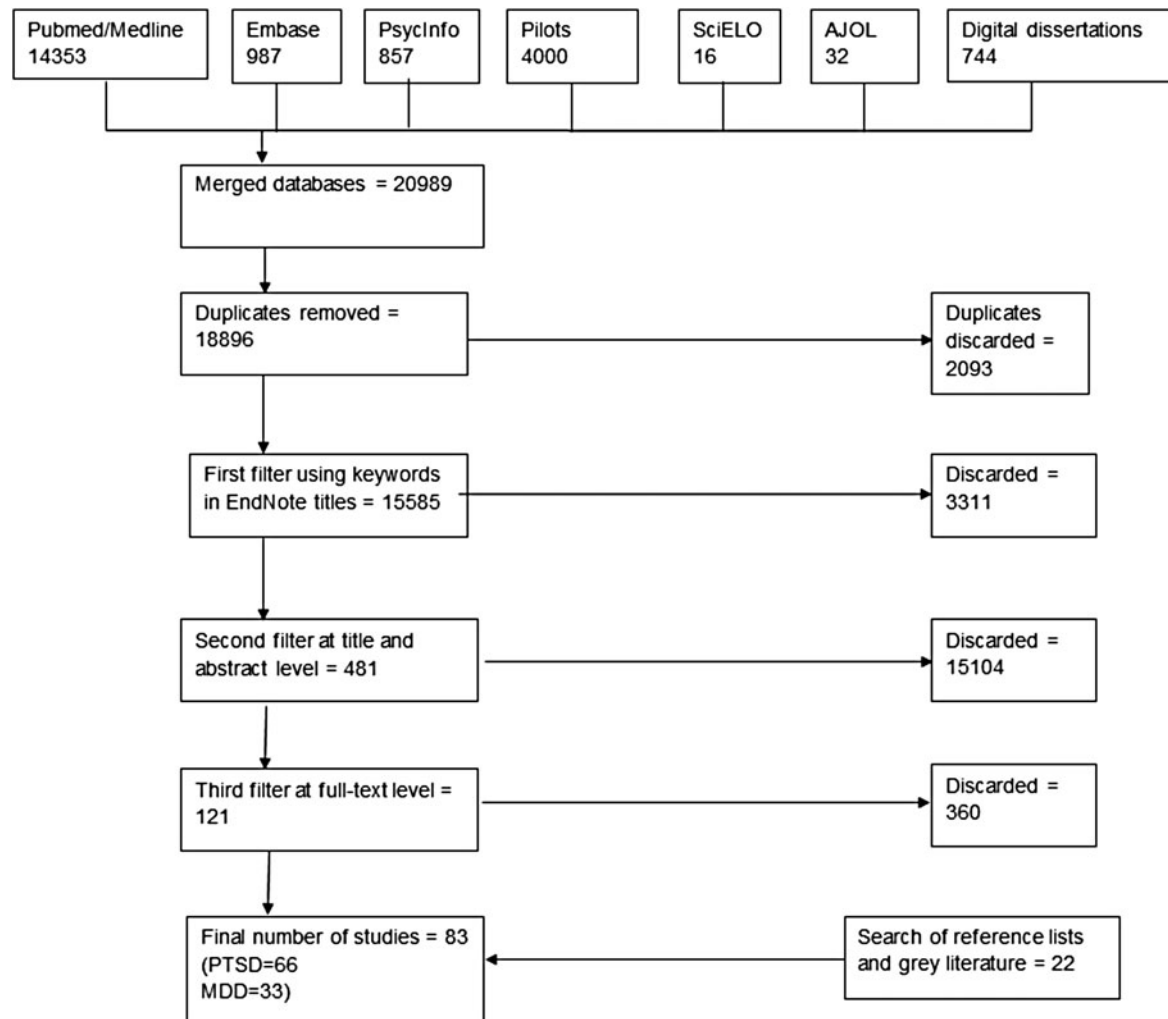 Pubmed/Medline
14353
Embase
987
PsycInfo
857
Pilots
4000
SciELO
16
AJOL
32
Digital dissertations
744
Merged databases = 20989
Duplicates removed =
18896
Duplicates
discarded =
2093
First filter using keywords
in EndNote titles = 15585
Discarded =
3311
Second filter at title and
abstract level = 481
Discarded =
15104
Third filter at full-text level =
121
Discarded =
360
Final number of studies = 83
(PTSD=66
MDD=33)
Search of reference lists
and grey literature = 22